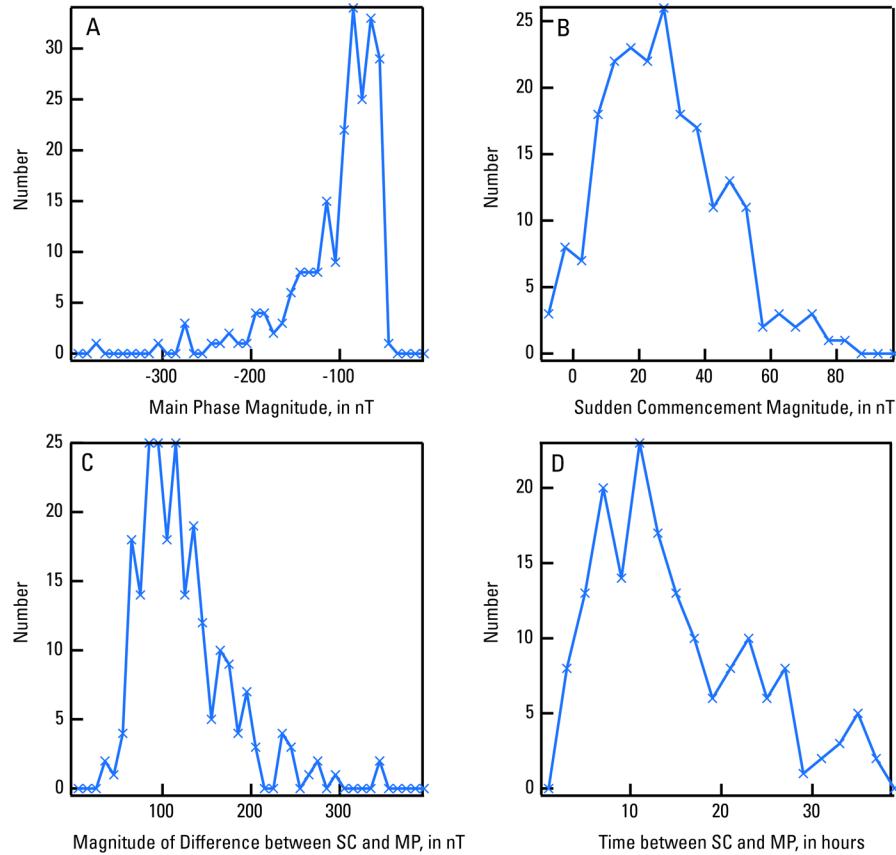 A
30
25
20
15
10
5
0
Number
-300 -200 -100
Main Phase Magnitude, in nT
B
25
20
15
10
5
0
Number
0 20 40 60 80
Sudden Commencement Magnitude, in nT
C
25
20
15
10
5
0
Number
100 200 300
Magnitude of Difference between SC and MP, in nT
D
20
15
10
5
0
Number
10 20 30
Time between SC and MP, in hours